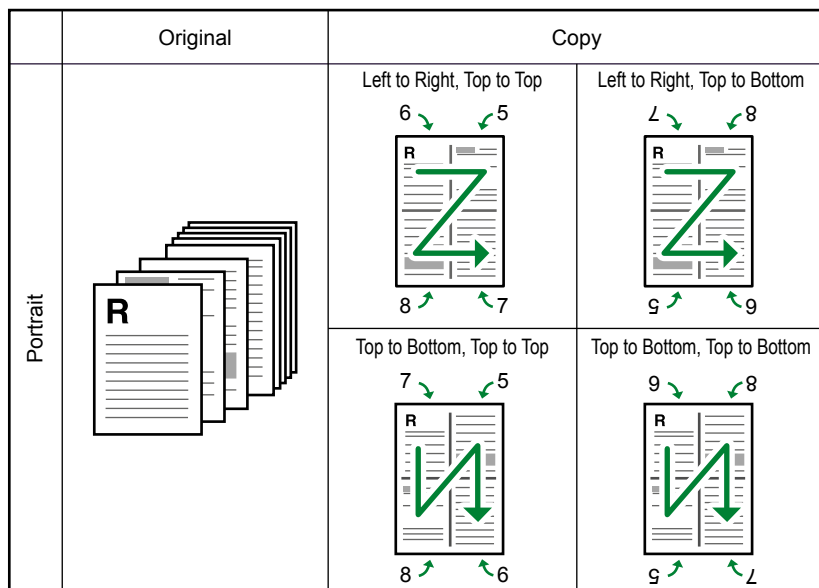 Original
Copy
Portrait
R
Left to Right, Top to Top
6 5
R
8 7
Left to Right, Top to Bottom
7 8
R
5 6
Top to Bottom, Top to Top
7 5
R
8 6
Top to Bottom, Top to Bottom
6 8
R
5 7